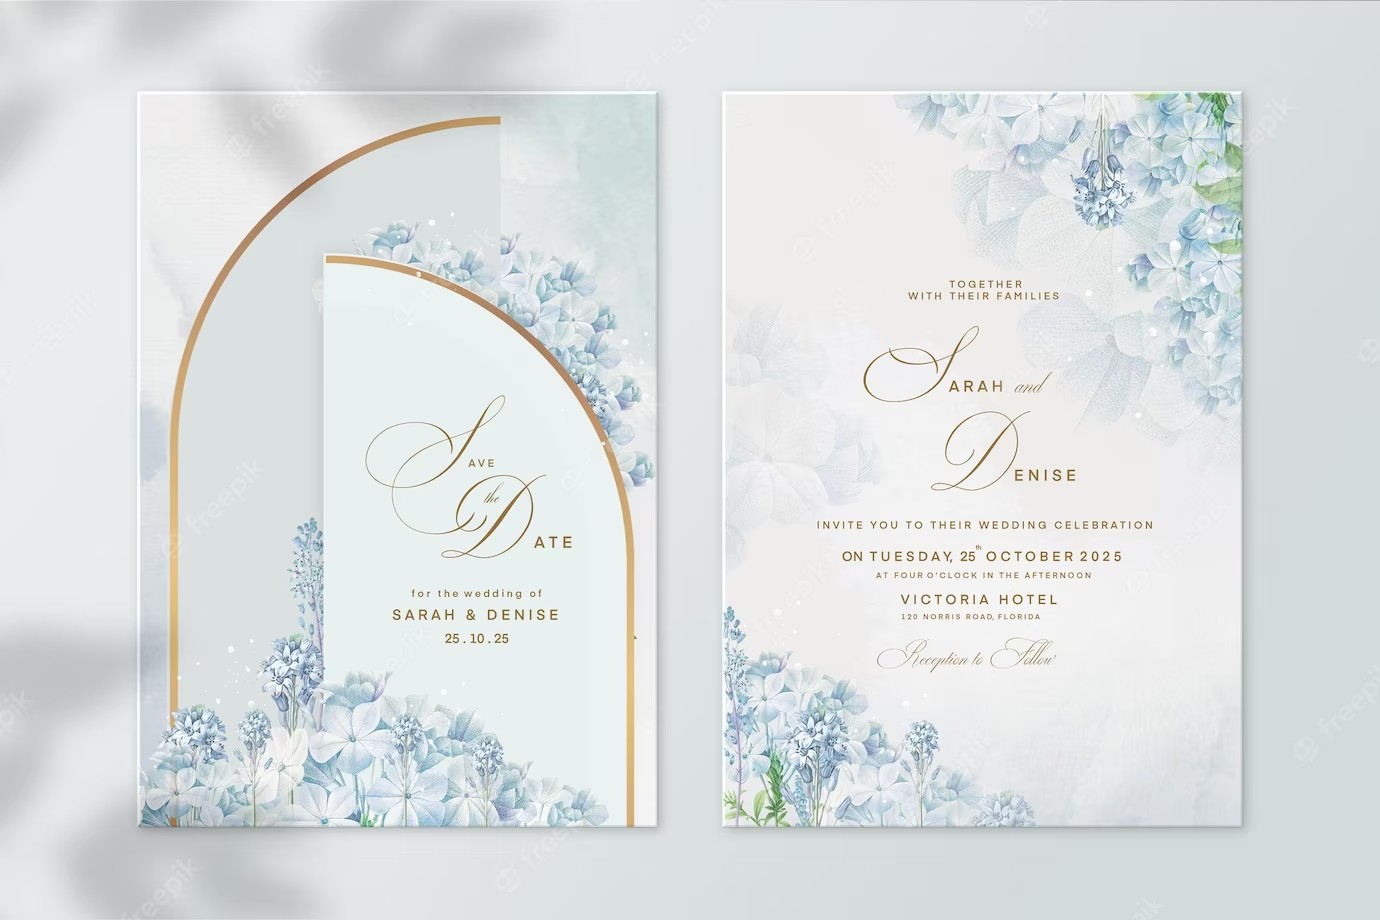 SAVE
the
DATE
for the wedding of
SARAH & DENISE
25.10.25
TOGETHER
WITH THEIR FAMILIES
SARAH and
DENISE
INVITE YOU TO THEIR WEDDING CELEBRATION
ON TUESDAY, 25th OCTOBER 2025
AT FOUR O'CLOCK IN THE AFTERNOON
VICTORIA HOTEL
120 NORRIS ROAD, FLORIDA
Reception to Follow
freepik